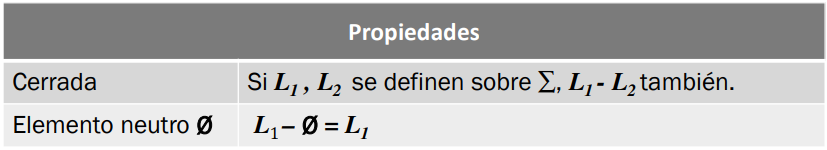 Propiedades
Cerrada Si L₁ , L₂ se definen sobre Σ, L₁ - L₂ también.
Elemento neutro Ø L₁ – Ø = L₁